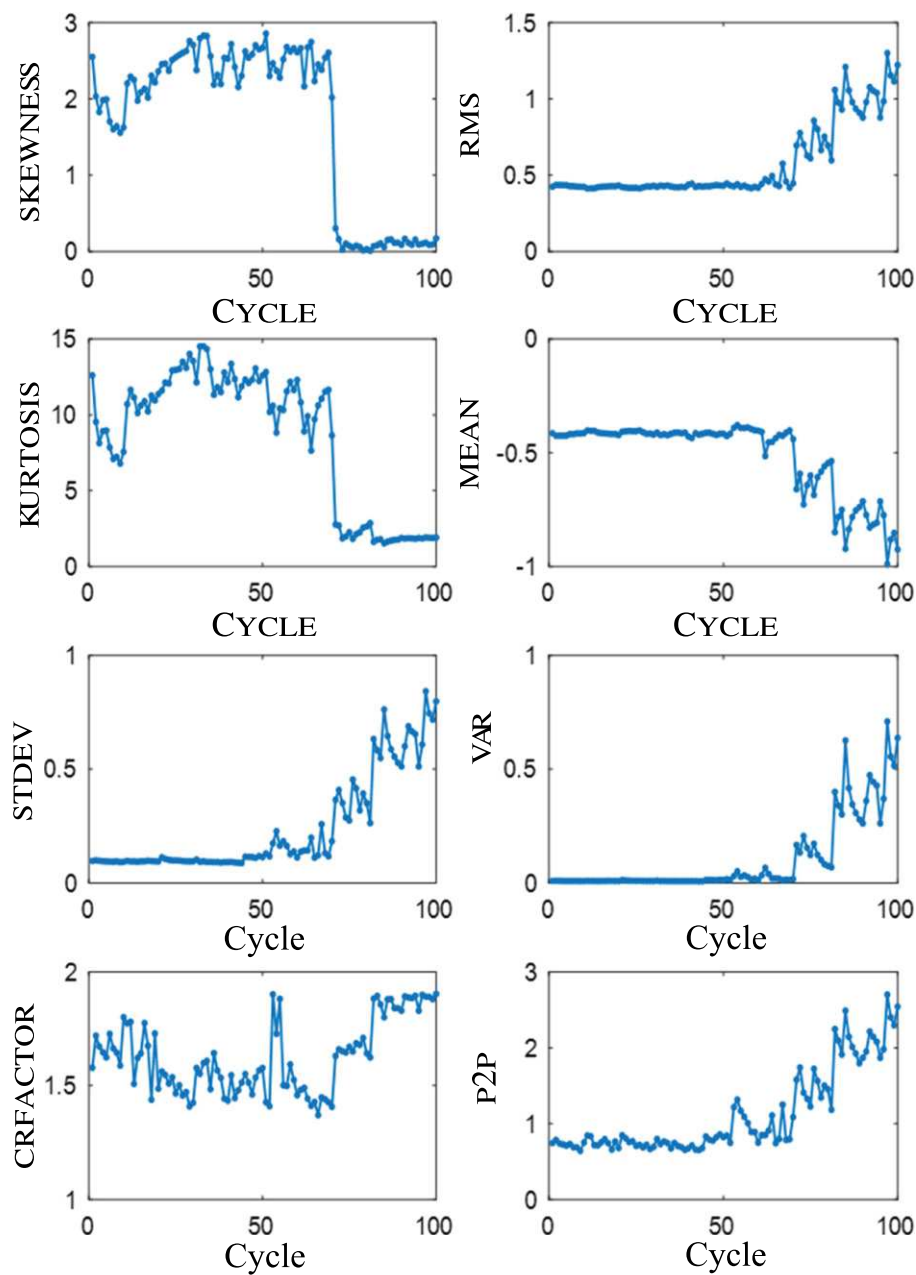 SKEWNESS
3
2
1
0
0 50 100
CYCLE
RMS
1.5
1
0.5
0
0 50 100
CYCLE
KURTOSIS
15
10
5
0
0 50 100
CYCLE
MEAN
0
-0.5
-1
0 50 100
CYCLE
STDEV
1
0.5
0
0 50 100
Cycle
VAR
1
0.5
0
0 50 100
Cycle
CRFACTOR
2
1.5
1
0 50 100
Cycle
P2P
3
2
1
0
0 50 100
Cycle